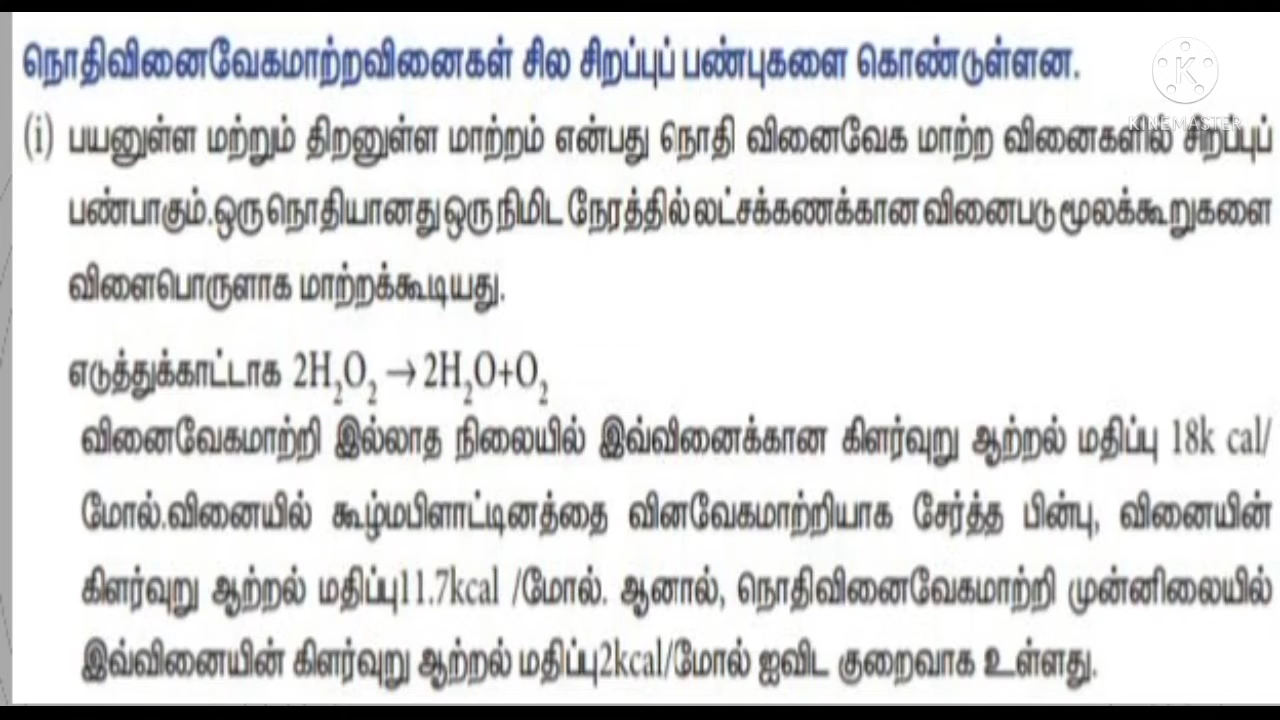 நொதிவினைவேகமாற்றவினைகள் சில சிறப்புப் பண்புகளை கொண்டுள்ளன.
K
KINEMASTER
(i) பயனுள்ள மற்றும் திறனுள்ள மாற்றம் என்பது நொதி வினைவேக மாற்ற வினைகளில் சிறப்புப்
பண்பாகும்.ஒரு நொதியானது ஒரு நிமிட நேரத்தில் லட்சக்கணக்கான வினைபடு மூலக்கூறுகளை
விளைபொருளாக மாற்றக்கூடியது.
எடுத்துக்காட்டாக 2H₂O₂ → 2H₂O+O₂
வினைவேகமாற்றி இல்லாத நிலையில் இவ்வினைக்கான கிளர்வுறு ஆற்றல் மதிப்பு 18k cal/
மோல்.வினையில் கூழ்மபிளாட்டினத்தை வினவேகமாற்றியாக சேர்த்த பின்பு, வினையின்
கிளர்வுறு ஆற்றல் மதிப்பு11.7kcal /மோல். ஆனால், நொதிவினைவேகமாற்றி முன்னிலையில்
இவ்வினையின் கிளர்வுறு ஆற்றல் மதிப்பு2kcal/மோல் ஐவிட குறைவாக உள்ளது.